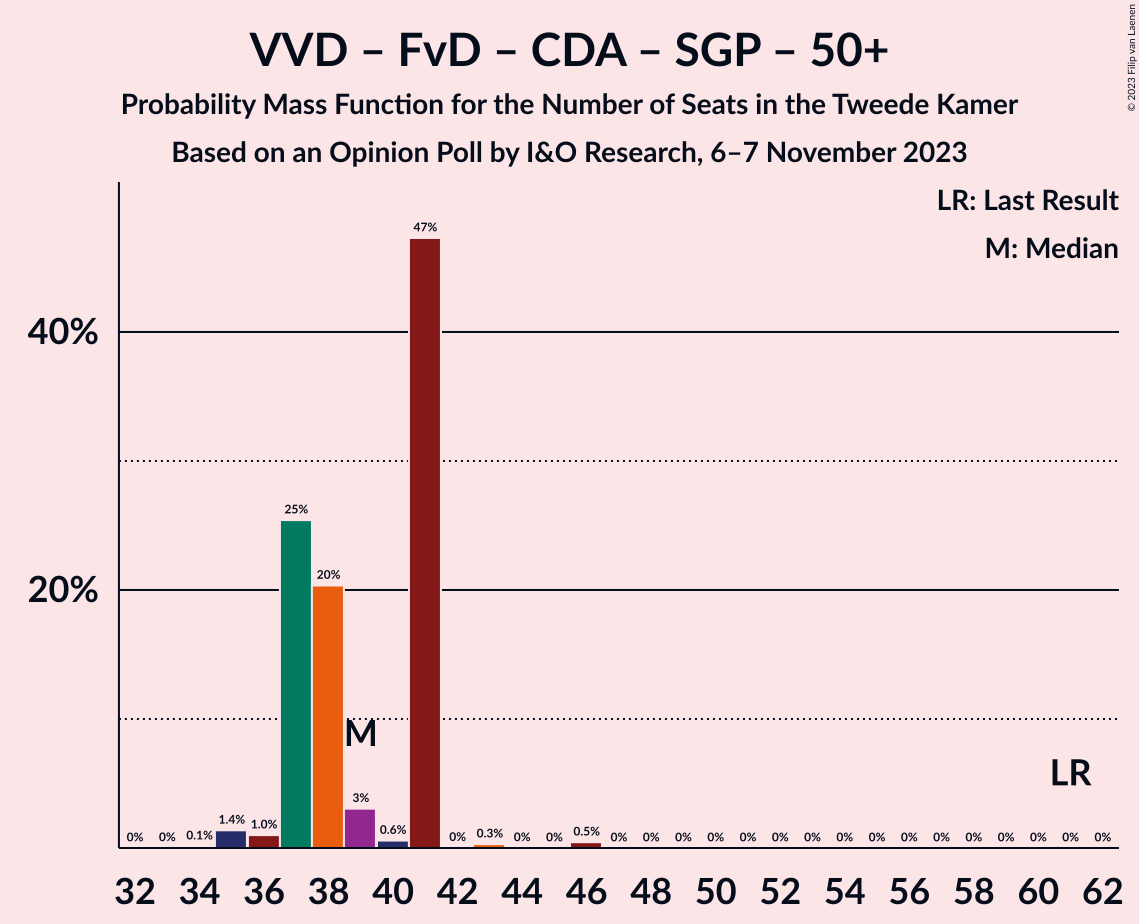 VVD – FvD – CDA – SGP – 50+
Probability Mass Function for the Number of Seats in the Tweede Kamer
Based on an Opinion Poll by I&O Research, 6–7 November 2023
© 2023 Filip van Laenen
LR: Last Result
M: Median
47%
40%
25%
20%
20%
M
LR
3%
0% 0% 0.1% 1.4% 1.0% 0.6% 0% 0.3% 0% 0% 0.5% 0% 0% 0% 0% 0% 0% 0% 0% 0% 0% 0% 0% 0% 0% 0% 0%
32 34 36 38 40 42 44 46 48 50 52 54 56 58 60 62